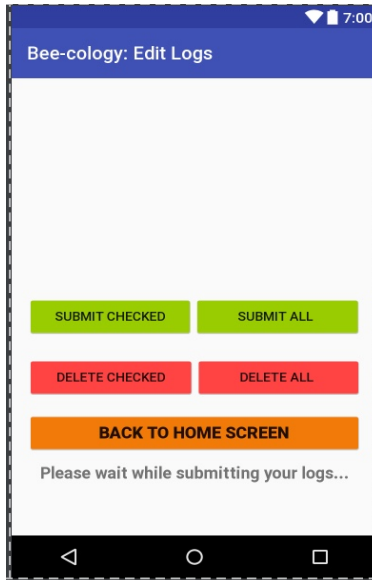 7:00
Bee-cology: Edit Logs
SUBMIT CHECKED SUBMIT ALL
DELETE CHECKED DELETE ALL
BACK TO HOME SCREEN
Please wait while submitting your logs...